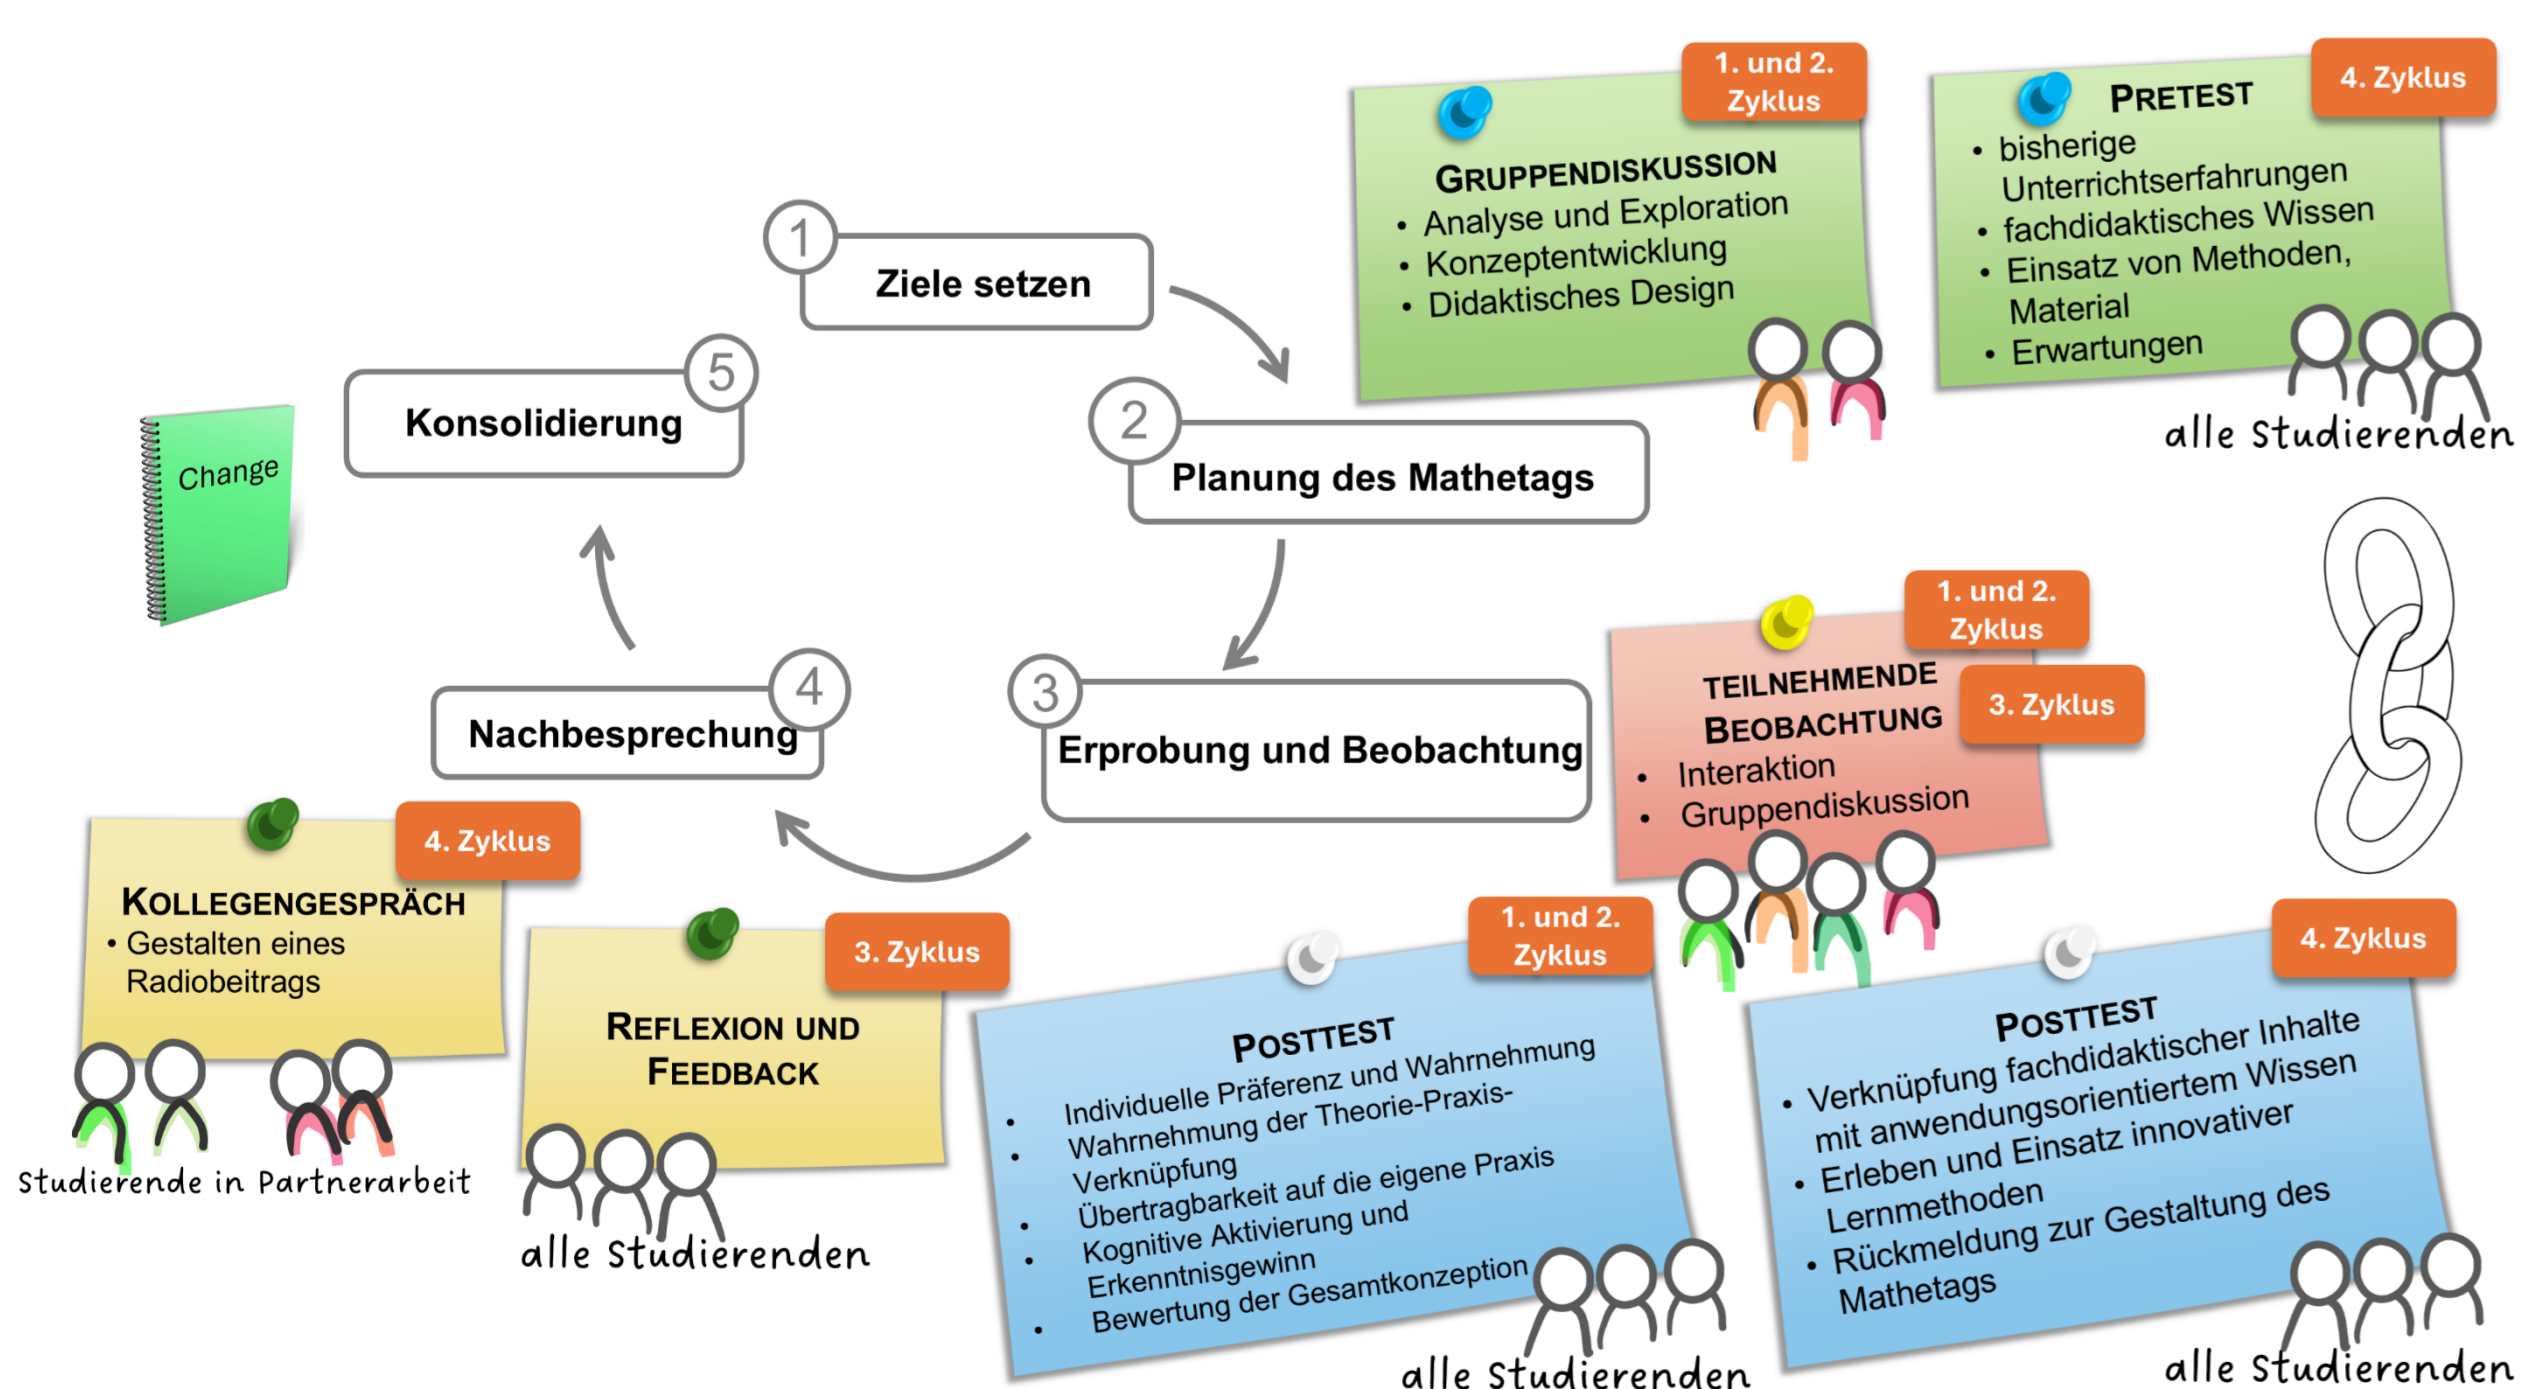 1
Ziele setzen
2
Planung des Mathetags
3
Erprobung und Beobachtung
4
Nachbesprechung
5
Konsolidierung
Change
1. und 2.
Zyklus
GRUPPENDISKUSSION
• Analyse und Exploration
• Konzeptentwicklung
• Didaktisches Design
4. Zyklus
PRETEST
• bisherige
Unterrichtserfahrungen
• fachdidaktisches Wissen
• Einsatz von Methoden,
Material
• Erwartungen
alle Studierenden
1. und 2.
Zyklus
3. Zyklus
TEILNEHMENDE
BEOBACHTUNG
• Interaktion
• Gruppendiskussion
4. Zyklus
KOLLEGENGESPRÄCH
• Gestalten eines
Radiobeitrags
Studierende in Partnerarbeit
3. Zyklus
REFLEXION UND
FEEDBACK
alle Studierenden
1. und 2.
Zyklus
POSTTEST
• Individuelle Präferenz und Wahrnehmung
• Wahrnehmung der Theorie-Praxis-
Verknüpfung
• Übertragbarkeit auf die eigene Praxis
• Kognitive Aktivierung und
Erkenntnisgewinn
• Bewertung der Gesamtkonzeption
alle Studierenden
4. Zyklus
POSTTEST
• Verknüpfung fachdidaktischer Inhalte
mit anwendungsorientiertem Wissen
• Erleben und Einsatz innovativer
Lernmethoden
• Rückmeldung zur Gestaltung des
Mathetags
alle Studierenden